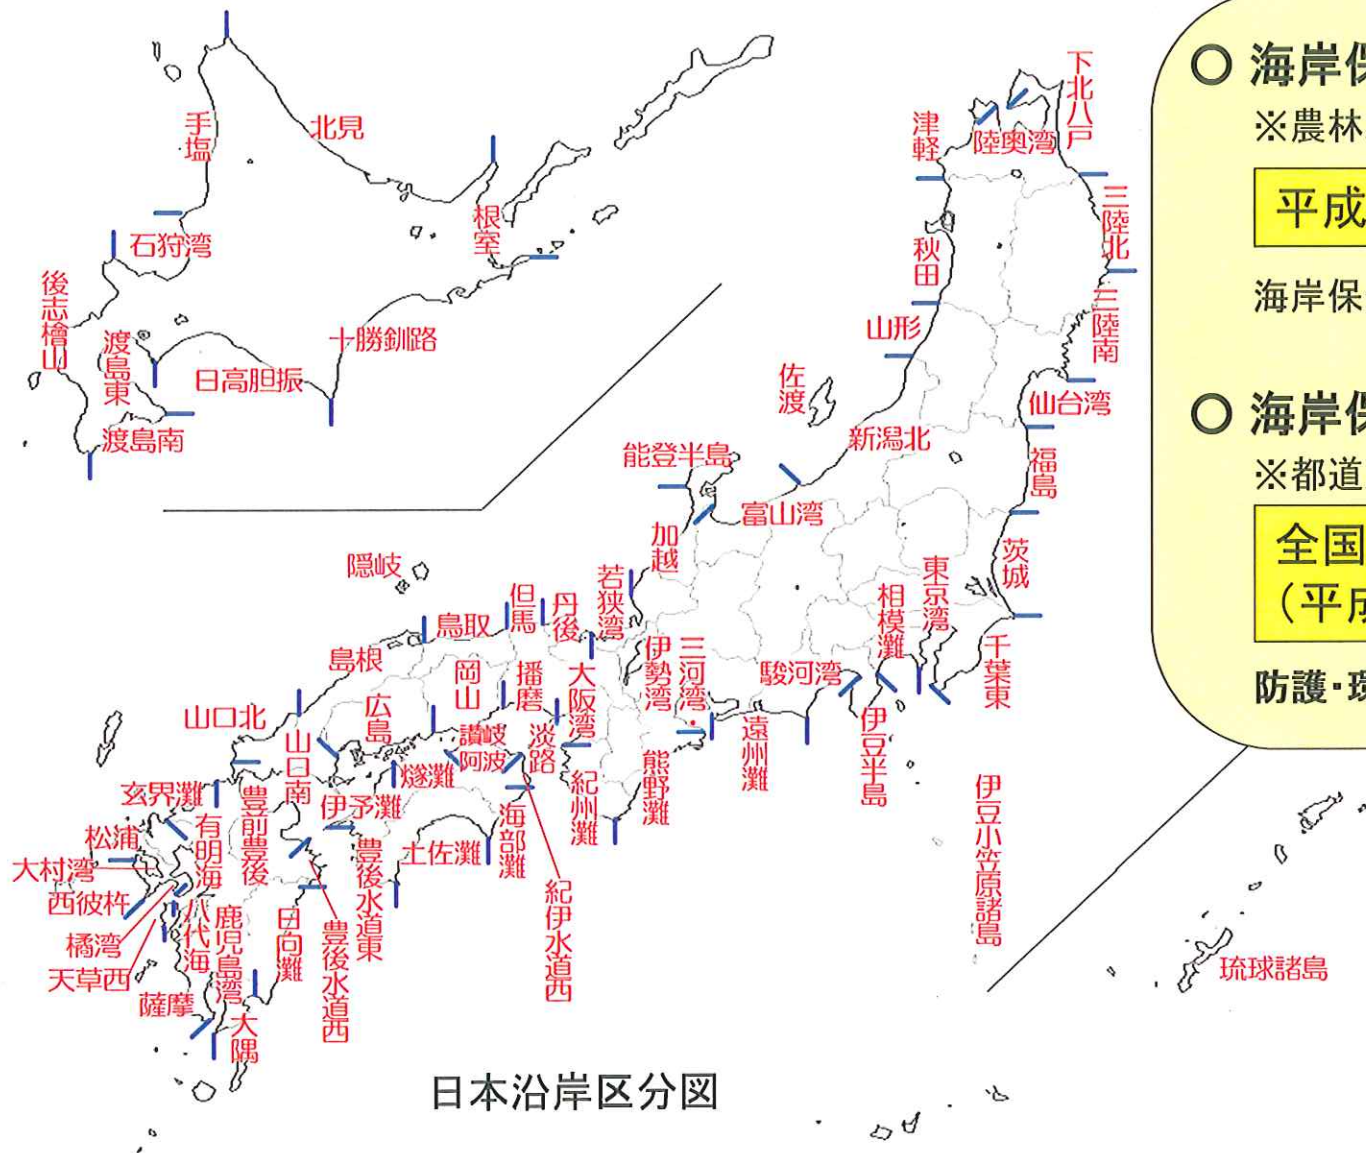 手塩
北見
根室
石狩湾
後志檜山
渡島東
渡島南
日高胆振
十勝釧路
下北八戸
陸奥湾
津軽
三陸北
秋田
三陸南
山形
仙台湾
佐渡
新潟北
福島
能登半島
富山湾
加越
茨城
東京湾
相模灘
千葉東
隠岐
若狭湾
丹後
但馬
鳥取
島根
伊勢湾
三河湾
駿河湾
伊豆半島
遠州灘
熊野灘
大阪湾
播磨
岡山
広島
淡路
讃岐
阿波
紀州灘
山口北
山口南
燧灘
伊予灘
海部灘
土佐灘
豊後水道東
紀伊水道西
伊豆小笠原諸島
玄界灘
豊前豊後
松浦
有明海
大村湾
西彼杵
橘湾
天草西
八代海
鹿児島湾
日向灘
豊後水道西
薩摩
大隅
琉球諸島
日本沿岸区分図
○ 海岸保
※農林
平成
海岸保
○ 海岸保
※都道
全国
(平成
防護・環